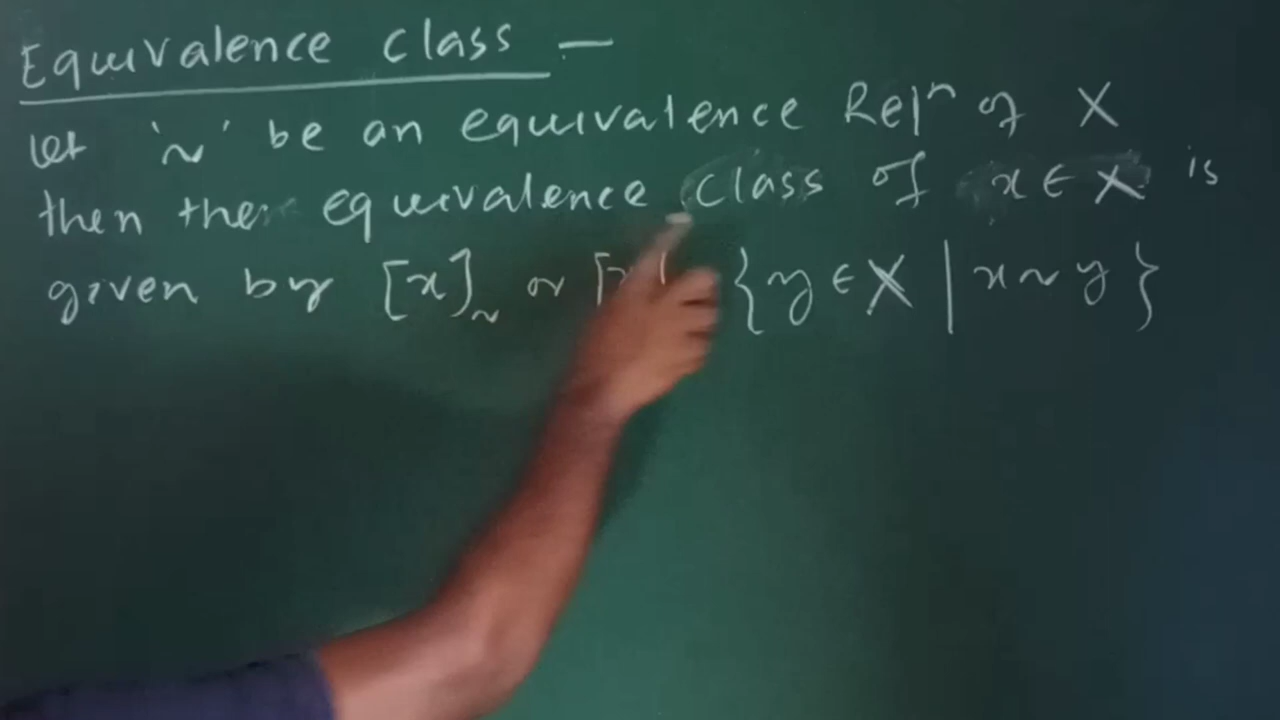 Equivalence class —
Let '~' be an equivalence Relⁿ of X
then the equivalence class of x ∈ X is
given by [x]~ or [x] {y ∈ X | x ~ y}